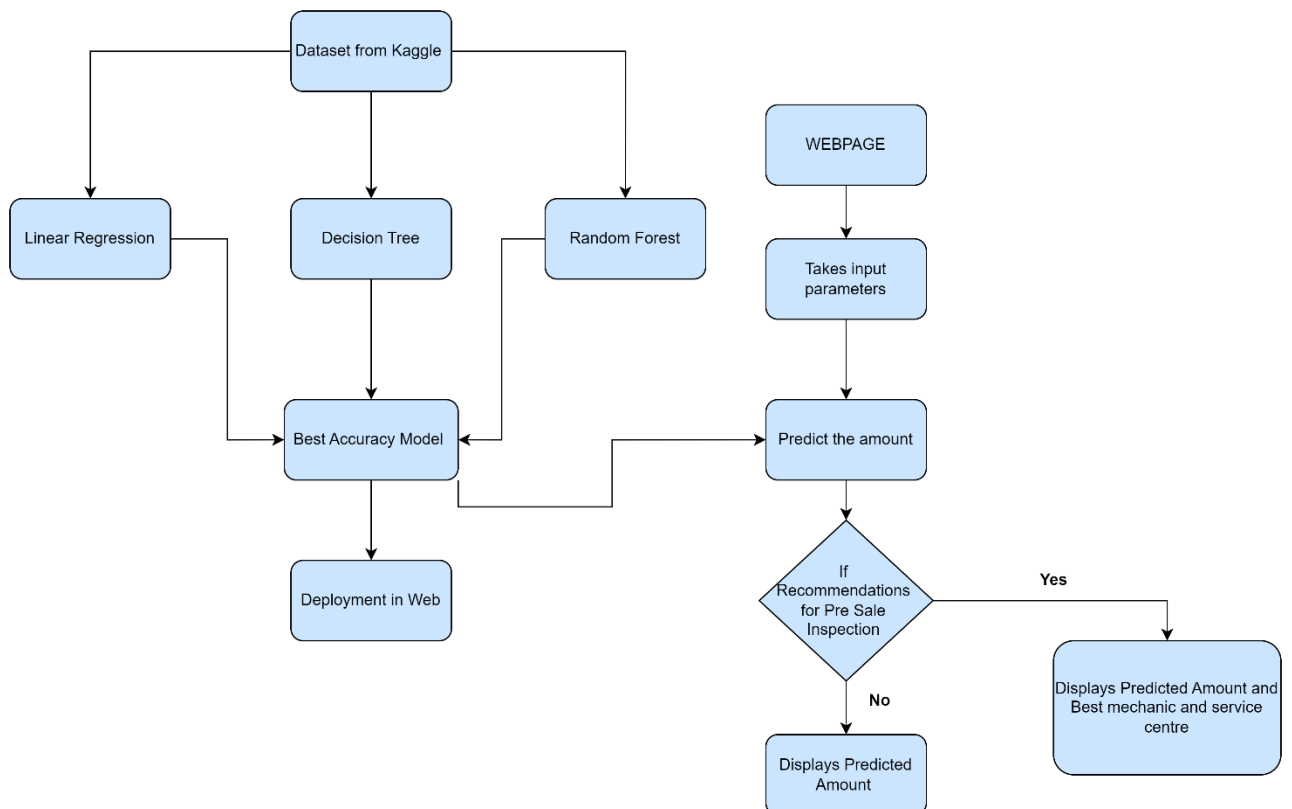 Dataset from Kaggle
WEBPAGE
Linear Regression
Decision Tree
Random Forest
Takes input
parameters
Best Accuracy Model
Predict the amount
Deployment in Web
If
Recommendations
for Pre Sale
Inspection
Yes
No
Displays Predicted Amount and
Best mechanic and service
centre
Displays Predicted
Amount